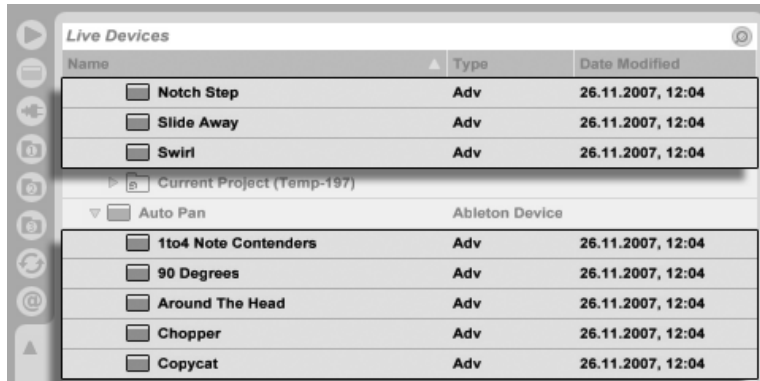 Live Devices
Name Type Date Modified
Notch Step Adv 26.11.2007, 12:04
Slide Away Adv 26.11.2007, 12:04
Swirl Adv 26.11.2007, 12:04
Current Project (Temp-197)
Auto Pan Ableton Device
1to4 Note Contenders Adv 26.11.2007, 12:04
90 Degrees Adv 26.11.2007, 12:04
Around The Head Adv 26.11.2007, 12:04
Chopper Adv 26.11.2007, 12:04
Copycat Adv 26.11.2007, 12:04
1
2
3
@